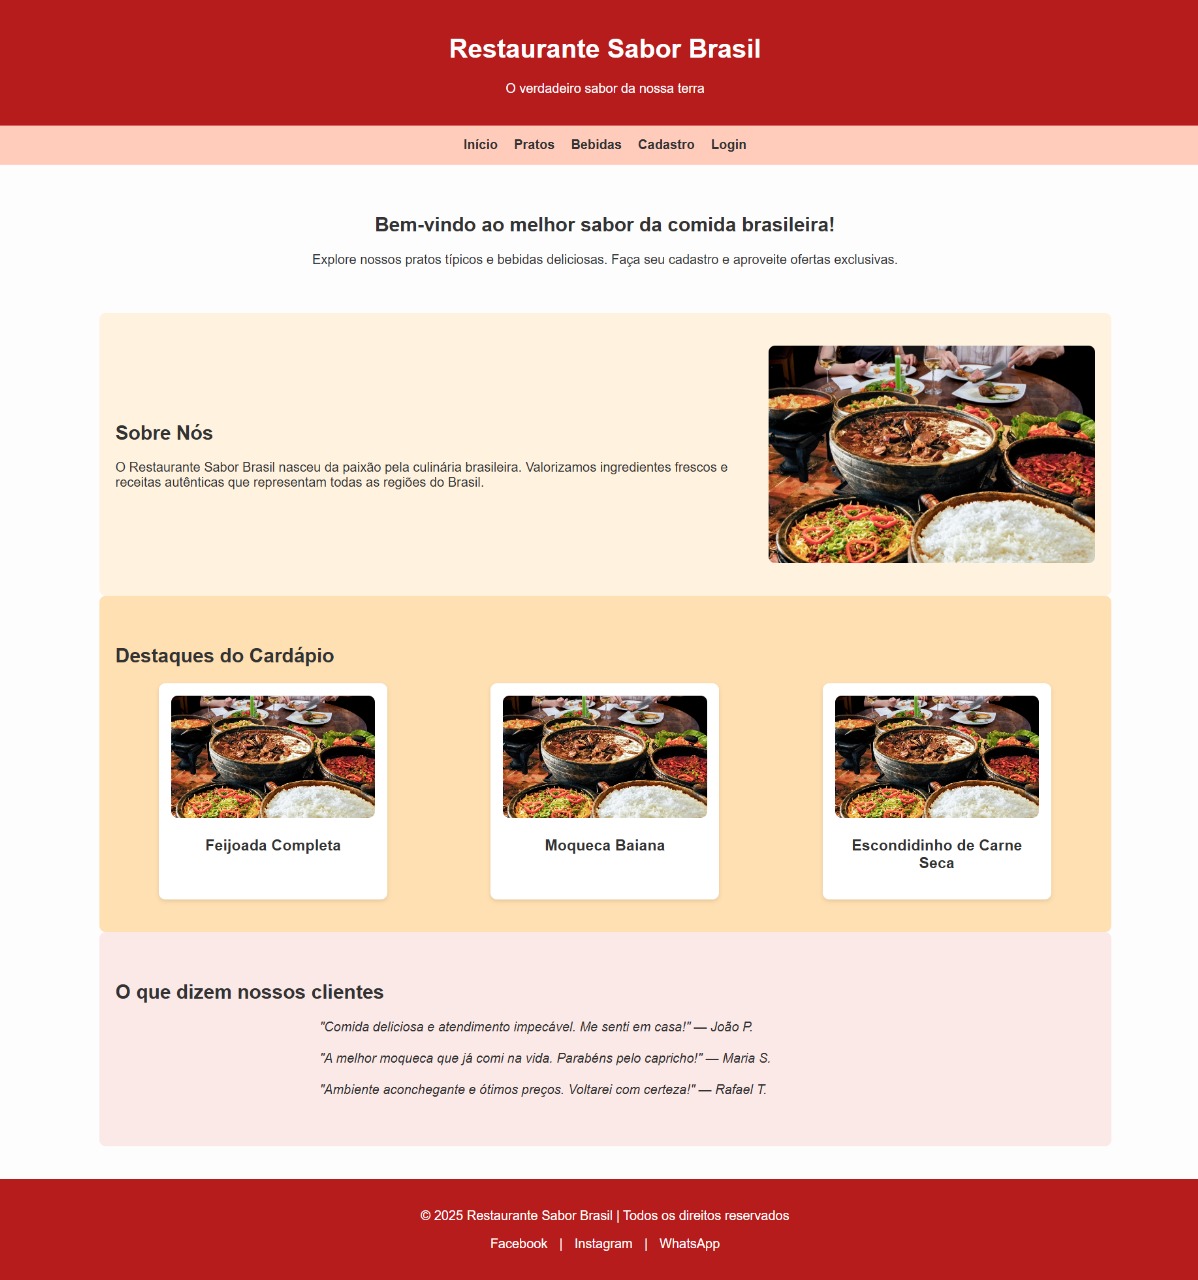 Restaurante Sabor Brasil
O verdadeiro sabor da nossa terra
Início Pratos Bebidas Cadastro Login
Bem-vindo ao melhor sabor da comida brasileira!
Explore nossos pratos típicos e bebidas deliciosas. Faça seu cadastro e aproveite ofertas exclusivas.
Sobre Nós
O Restaurante Sabor Brasil nasceu da paixão pela culinária brasileira. Valorizamos ingredientes frescos e
receitas autênticas que representam todas as regiões do Brasil.
Destaques do Cardápio
Feijoada Completa
Moqueca Baiana
Escondidinho de Carne
Seca
O que dizem nossos clientes
"Comida deliciosa e atendimento impecável. Me senti em casa!" — João P.
"A melhor moqueca que já comi na vida. Parabéns pelo capricho!" — Maria S.
"Ambiente aconchegante e ótimos preços. Voltarei com certeza!" — Rafael T.
© 2025 Restaurante Sabor Brasil | Todos os direitos reservados
Facebook | Instagram | WhatsApp